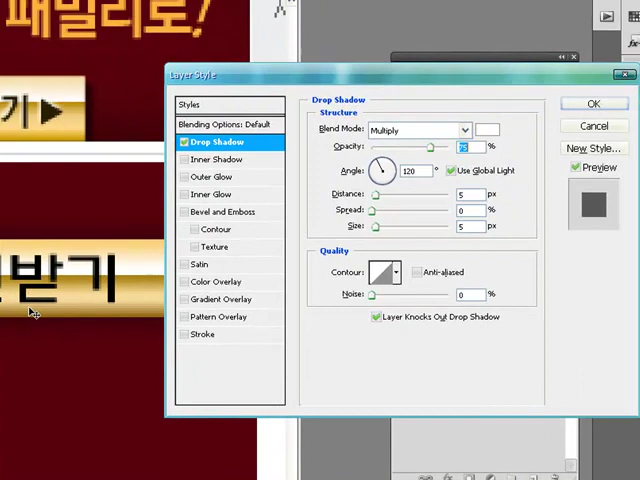 패밀리로!
기▶
받기
Layer Style
Styles
Blending Options: Default
Drop Shadow
Inner Shadow
Outer Glow
Inner Glow
Bevel and Emboss
Contour
Texture
Satin
Color Overlay
Gradient Overlay
Pattern Overlay
Stroke
Drop Shadow
Structure
Blend Mode: Multiply
Opacity: 75 %
Angle: 120 ° Use Global Light
Distance: 5 px
Spread: 0 %
Size: 5 px
Quality
Contour: Anti-aliased
Noise: 0 %
Layer Knocks Out Drop Shadow
OK
Cancel
New Style...
Preview